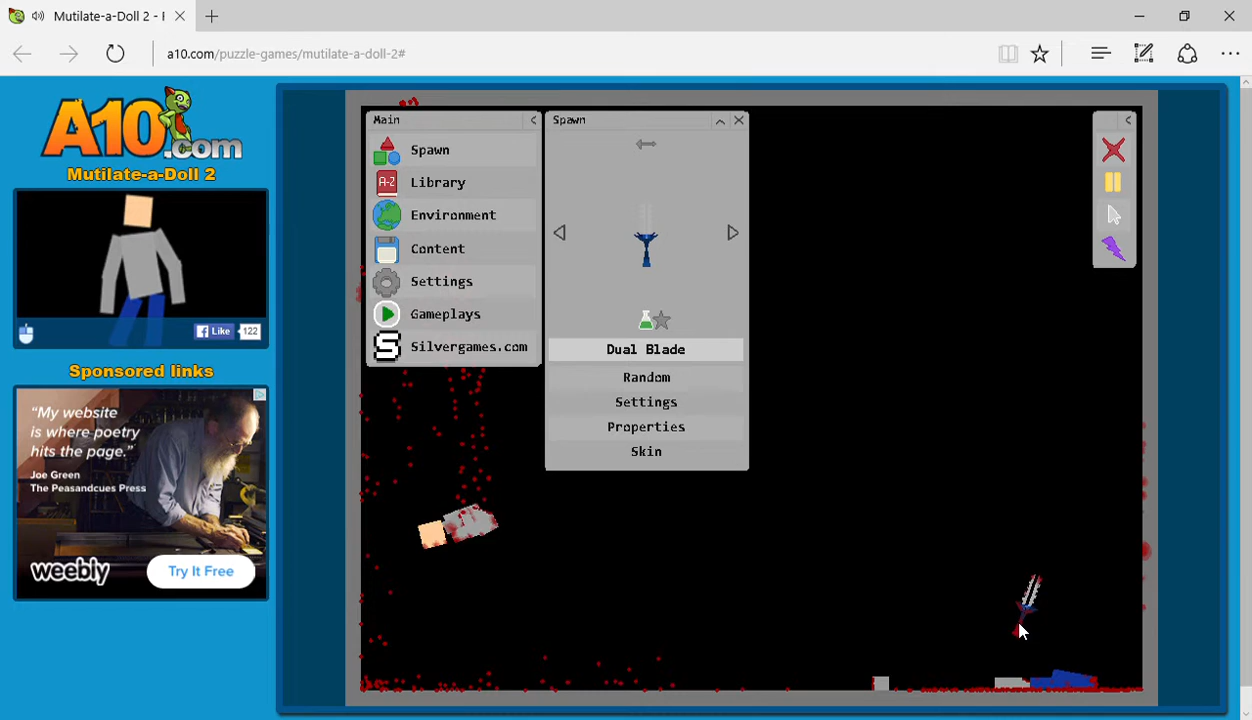 Mutilate-a-Doll 2 - F
a10.com/puzzle-games/mutilate-a-doll-2#
A10.com
Mutilate-a-Doll 2
Like 122
Sponsored links
“My website
is where poetry
hits the page.”
Joe Green
The Peasandcues Press
weebly
Try It Free
Main
Spawn
A-Z Library
Environment
Content
Settings
Gameplays
S Silvergames.com
Spawn
Dual Blade
Random
Settings
Properties
Skin